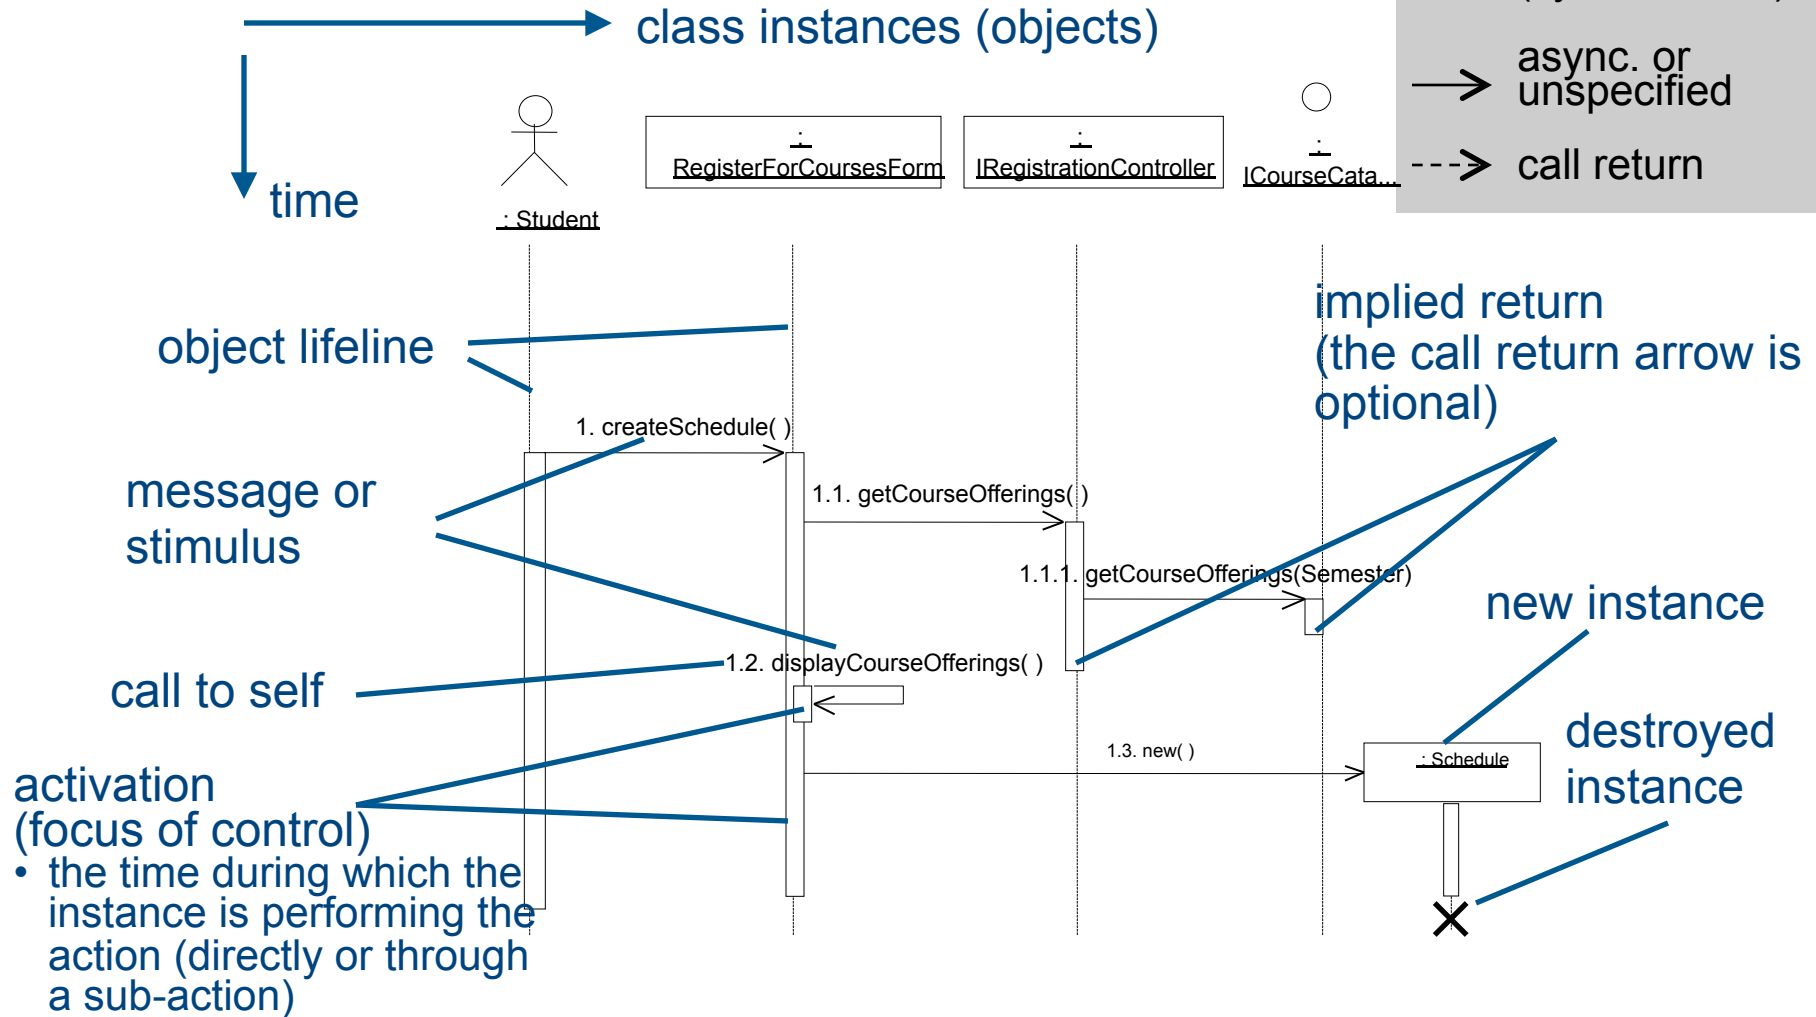 class instances (objects)
async. or
unspecified
call return
time
:
RegisterForCoursesForm
:
IRegistrationController
:
ICourseCata...
: Student
object lifeline
implied return
(the call return arrow is
optional)
1. createSchedule( )
message or
stimulus
1.1. getCourseOfferings( )
1.1.1. getCourseOfferings(Semester)
new instance
1.2. displayCourseOfferings( )
call to self
1.3. new( )
: Schedule
destroyed
instance
activation
(focus of control)
• the time during which the
instance is performing the
action (directly or through
a sub-action)